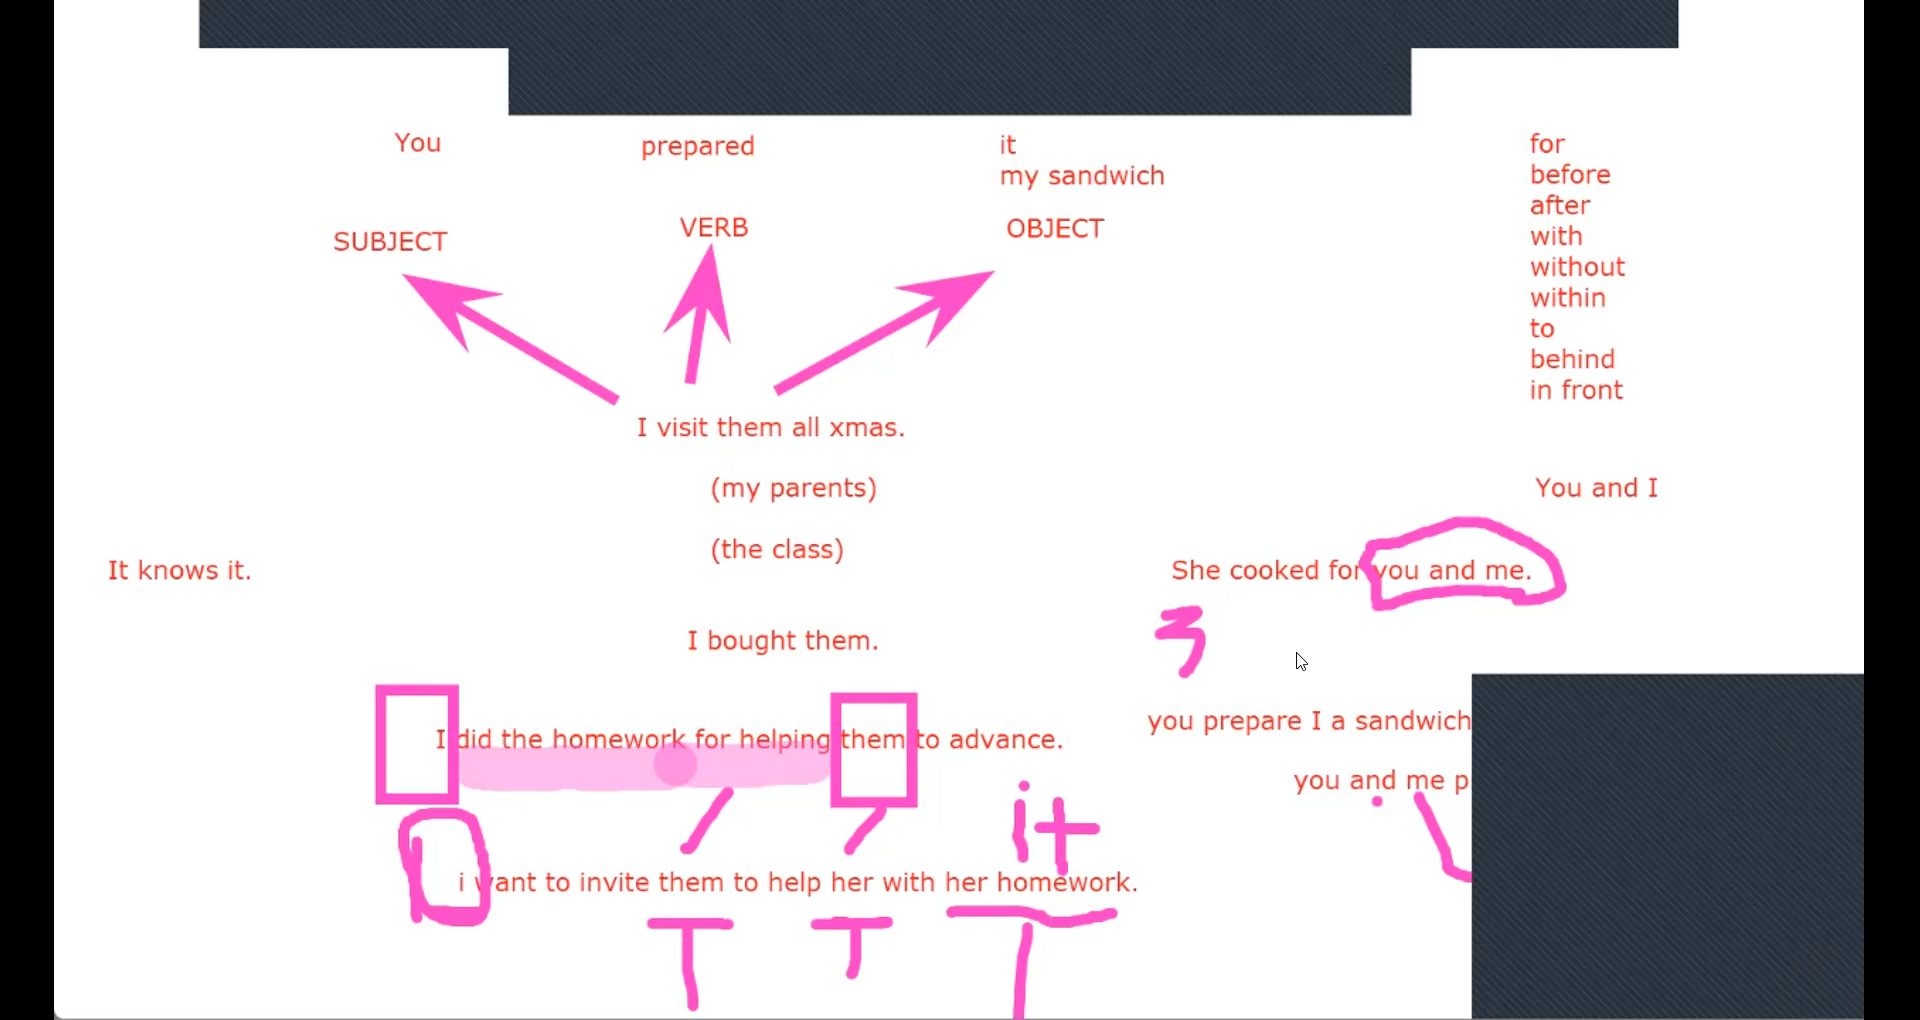 You
prepared
it
my sandwich
SUBJECT
VERB
OBJECT
for
before
after
with
without
within
to
behind
in front
I visit them all xmas.
(my parents)
(the class)
You and I
It knows it.
She cooked for you and me.
3
I bought them.
you prepare I a sandwich
I did the homework for helping them to advance.
you and me p
it
i want to invite them to help her with her homework.